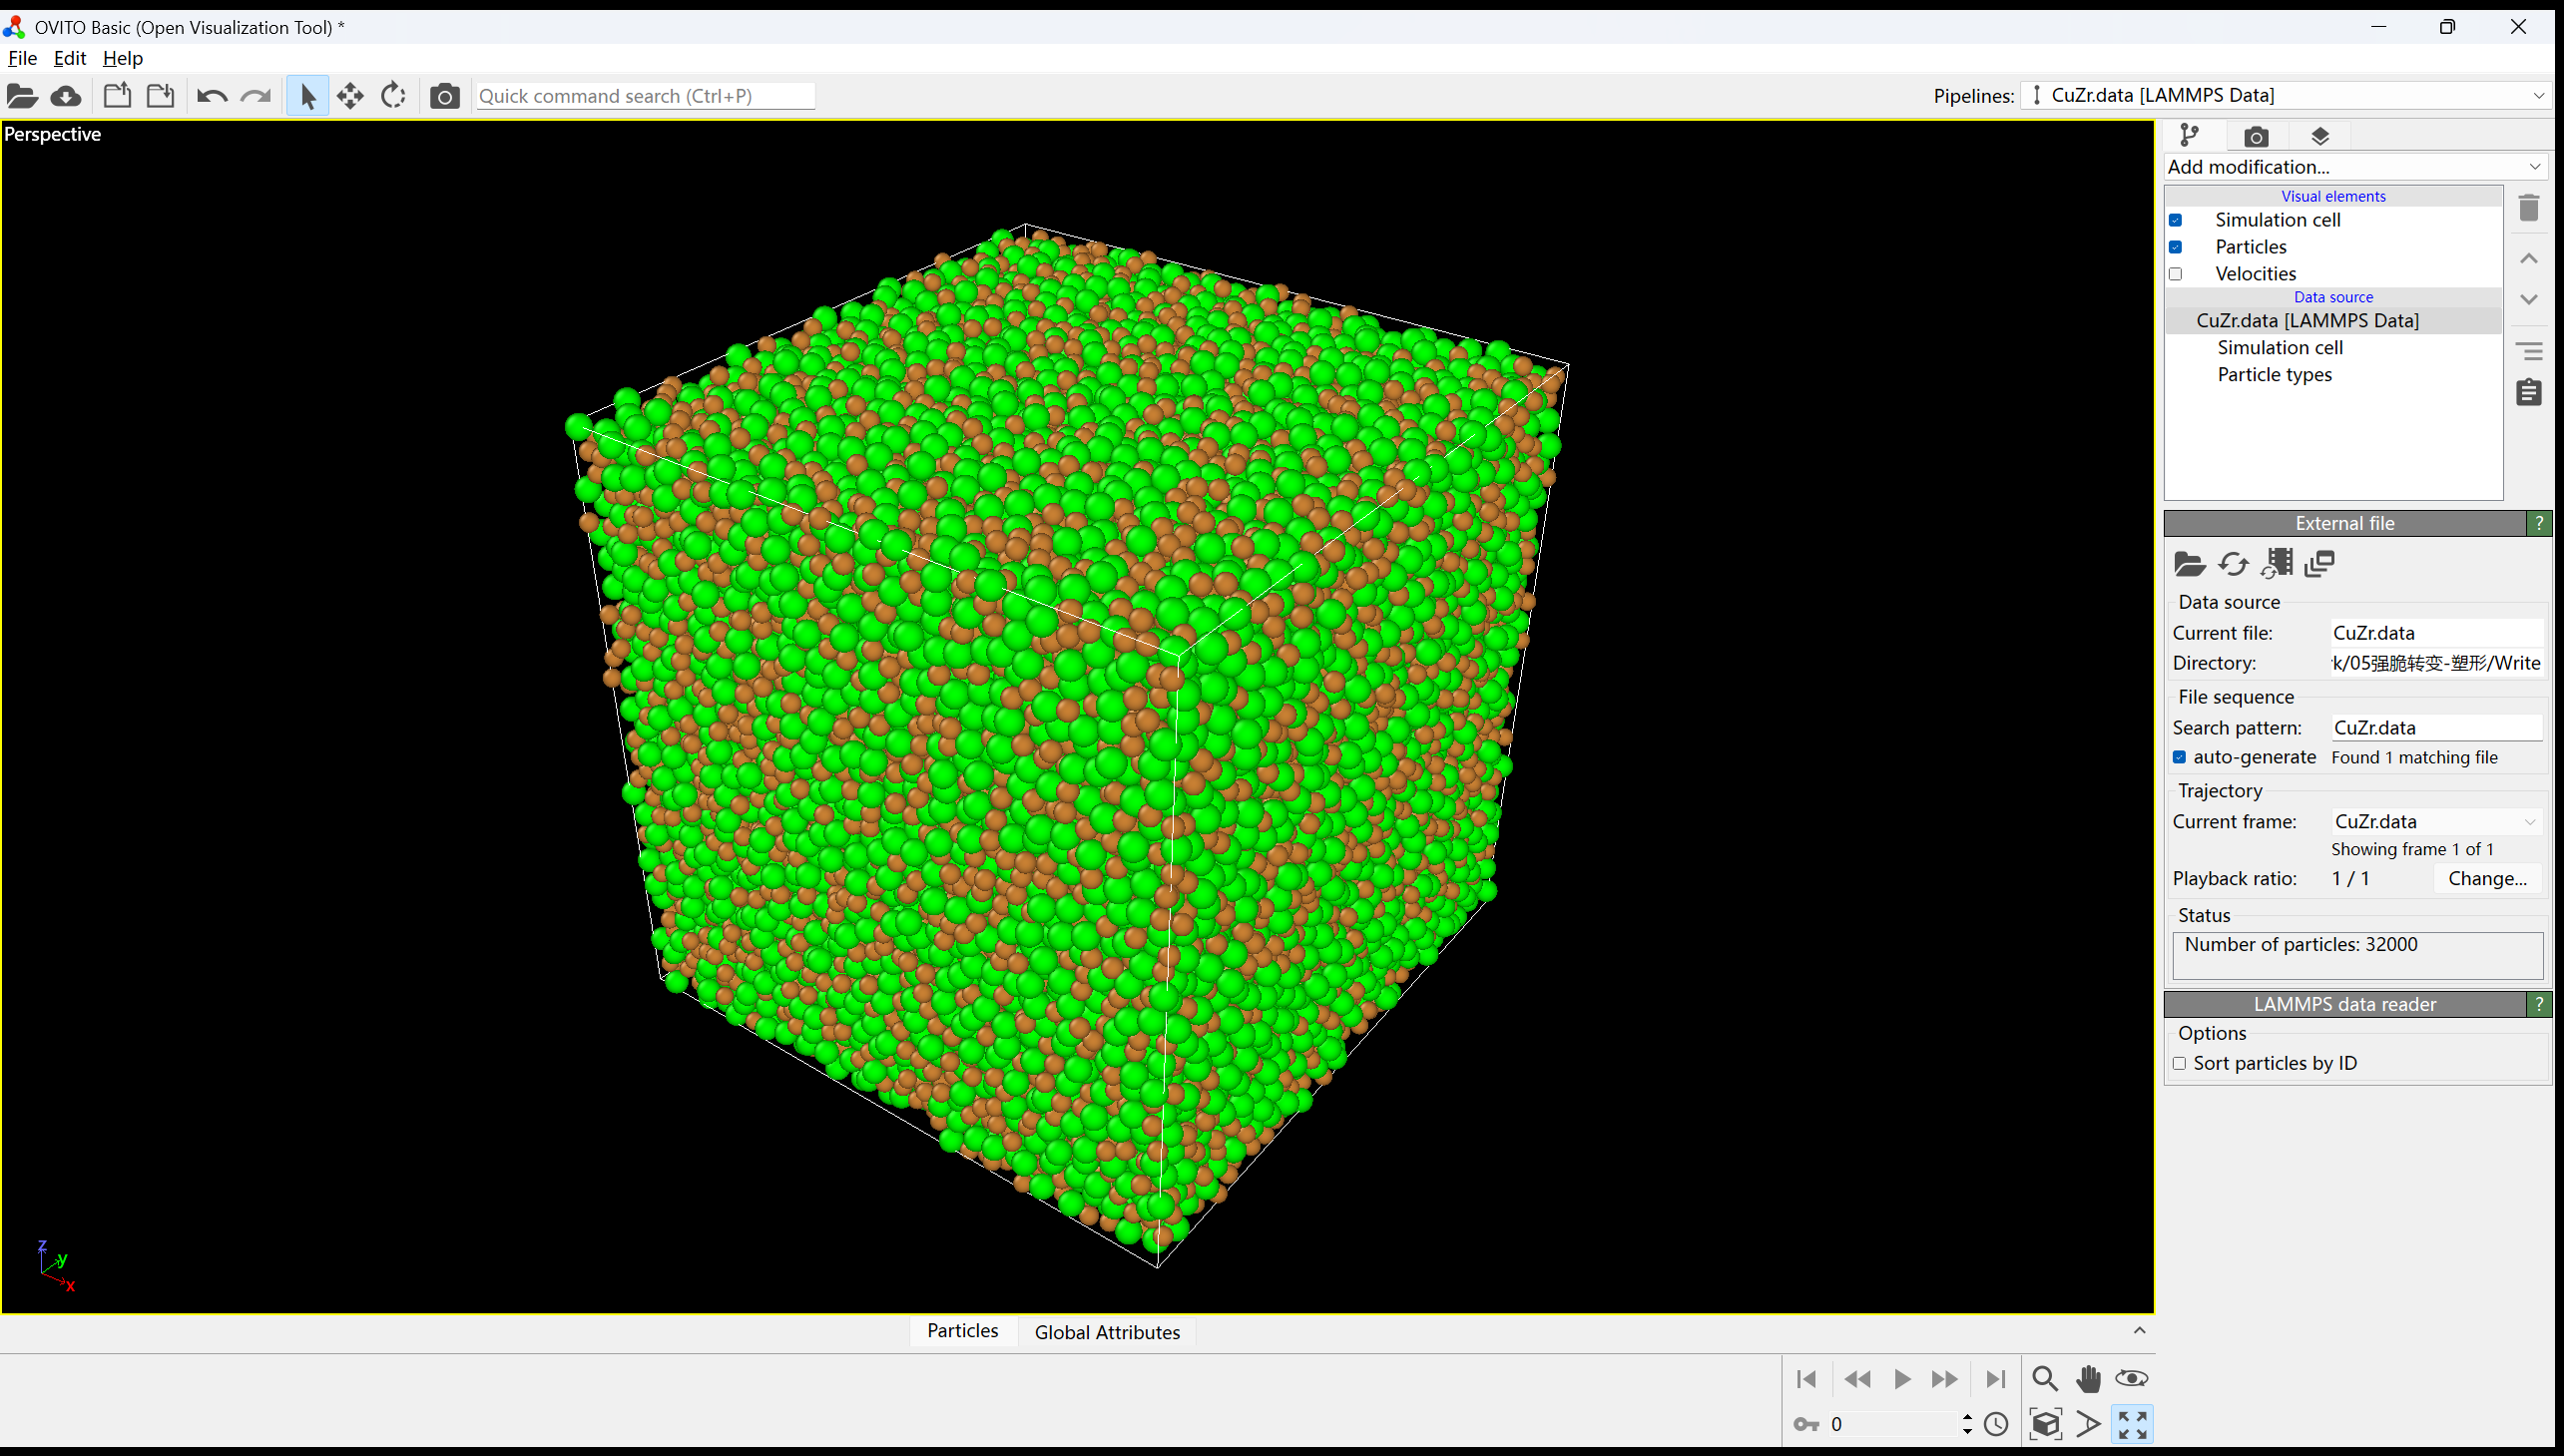 OVITO Basic (Open Visualization Tool) *
File Edit Help
Quick command search (Ctrl+P)
Pipelines: CuZr.data [LAMMPS Data]
Perspective
Add modification...
Visual elements
Simulation cell
Particles
Velocities
Data source
CuZr.data [LAMMPS Data]
Simulation cell
Particle types
External file ?
Data source
Current file: CuZr.data
Directory: k/05强脆转变-塑形/Write
File sequence
Search pattern: CuZr.data
auto-generate Found 1 matching file
Trajectory
Current frame: CuZr.data
Showing frame 1 of 1
Playback ratio: 1 / 1 Change...
Status
Number of particles: 32000
LAMMPS data reader ?
Options
Sort particles by ID
z
y
x
Particles Global Attributes
0